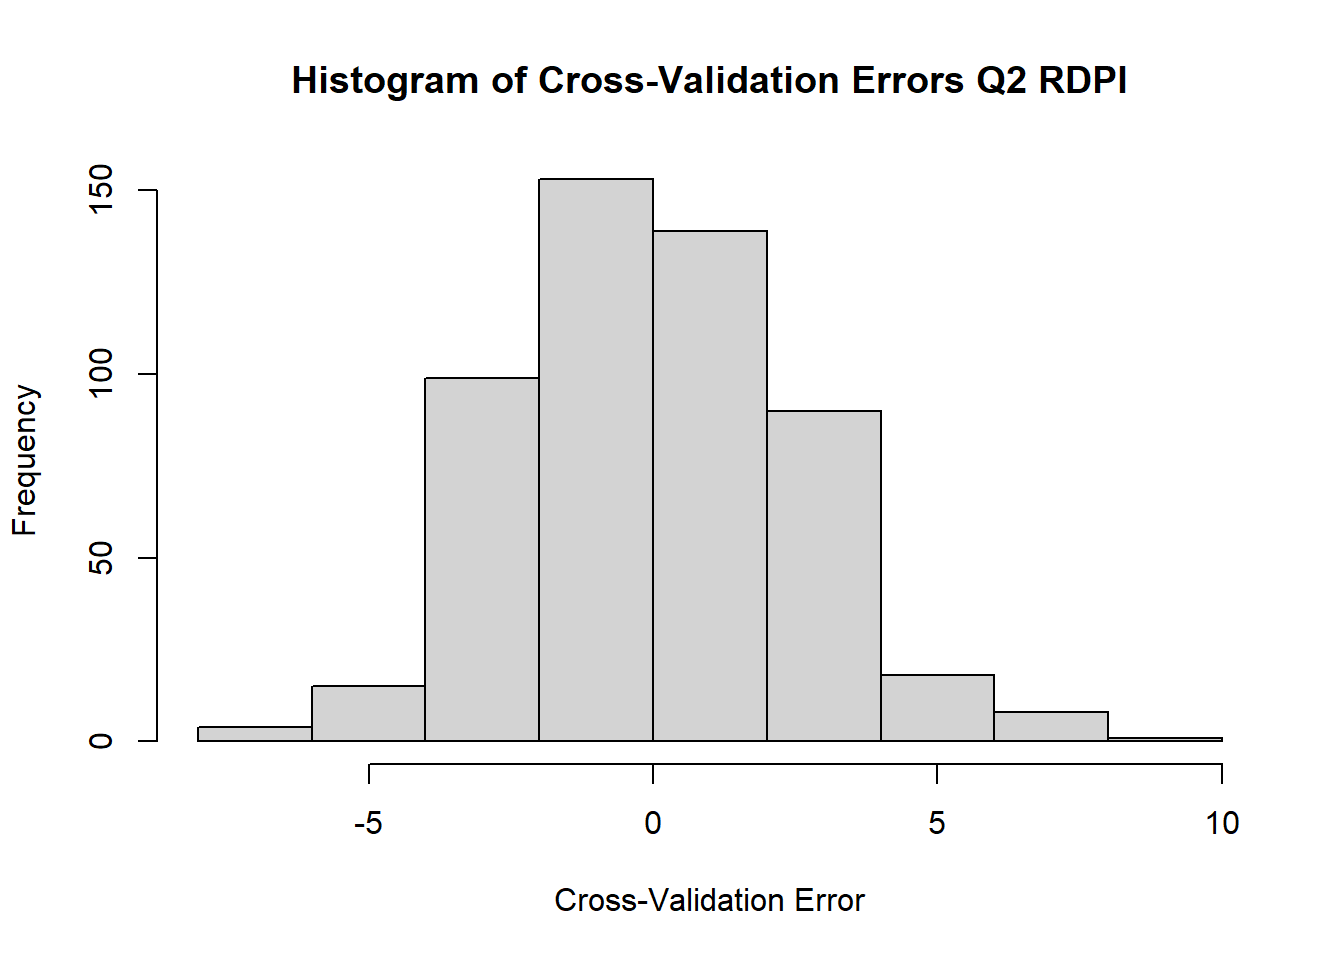 Histogram of Cross-Validation Errors Q2 RDPI
150
100
50
0
Frequency
-5 0 5 10
Cross-Validation Error